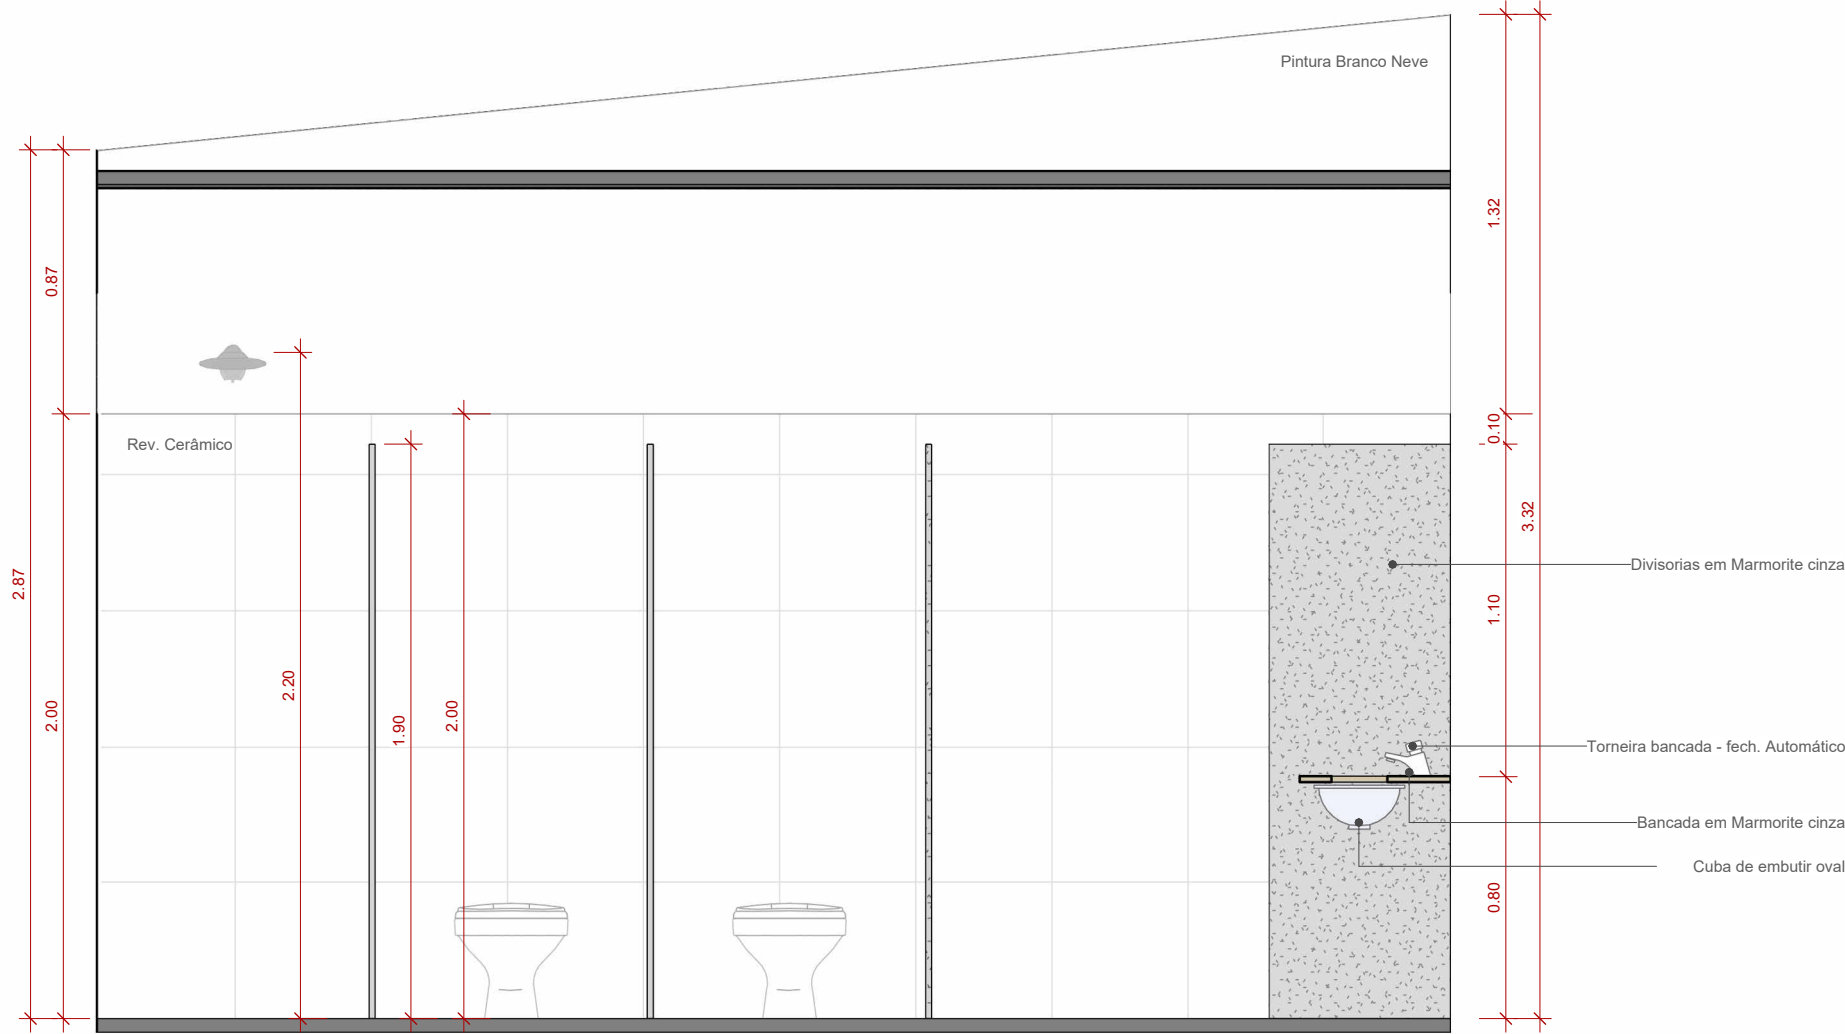 Pintura Branco Neve
1.32
0.87
2.87
2.00
2.20
1.90
2.00
Rev. Cerâmico
0.10
3.32
1.10
0.80
Divisorias em Marmorite cinza
Torneira bancada - fech. Automático
Bancada em Marmorite cinza
Cuba de embutir oval